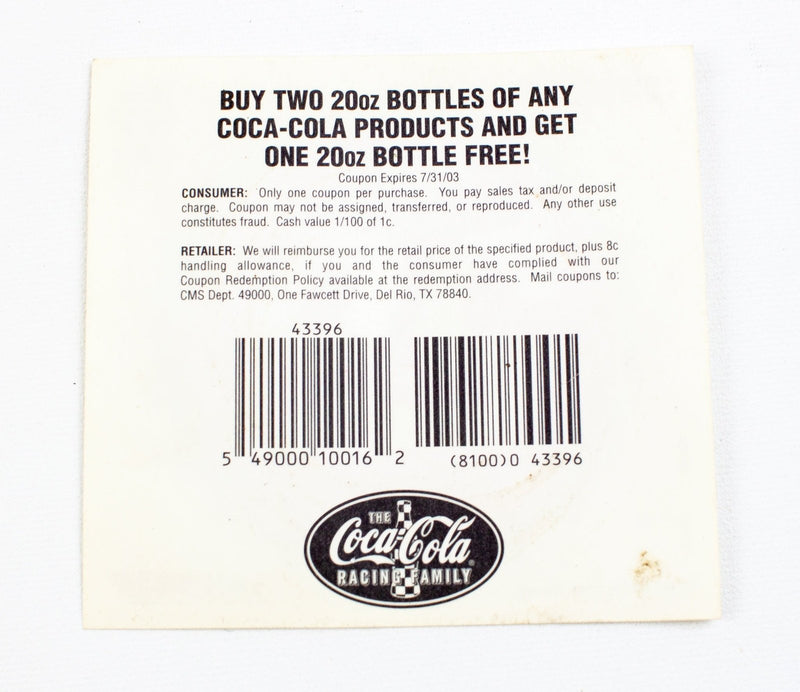 BUY TWO 20oz BOTTLES OF ANY
COCA-COLA PRODUCTS AND GET
ONE 20oz BOTTLE FREE!
Coupon Expires 7/31/03
CONSUMER: Only one coupon per purchase. You pay sales tax and/or deposit
charge. Coupon may not be assigned, transferred, or reproduced. Any other use
constitutes fraud. Cash value 1/100 of 1c.
RETAILER: We will reimburse you for the retail price of the specified product, plus 8c
handling allowance, if you and the consumer have complied with our
Coupon Redemption Policy available at the redemption address. Mail coupons to:
CMS Dept. 49000, One Fawcett Drive, Del Rio, TX 78840.
43396
5 49000 10016 2
(8100)0 43396
THE
Coca-Cola®
RACING FAMILY